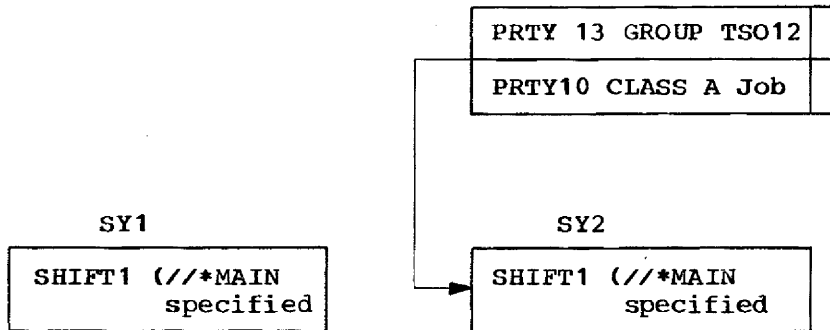 PRTY 13 GROUP TSO12
PRTY10 CLASS A Job
SY1
SY2
SHIFT1 (//*MAIN
specified
SHIFT1 (//*MAIN
specified